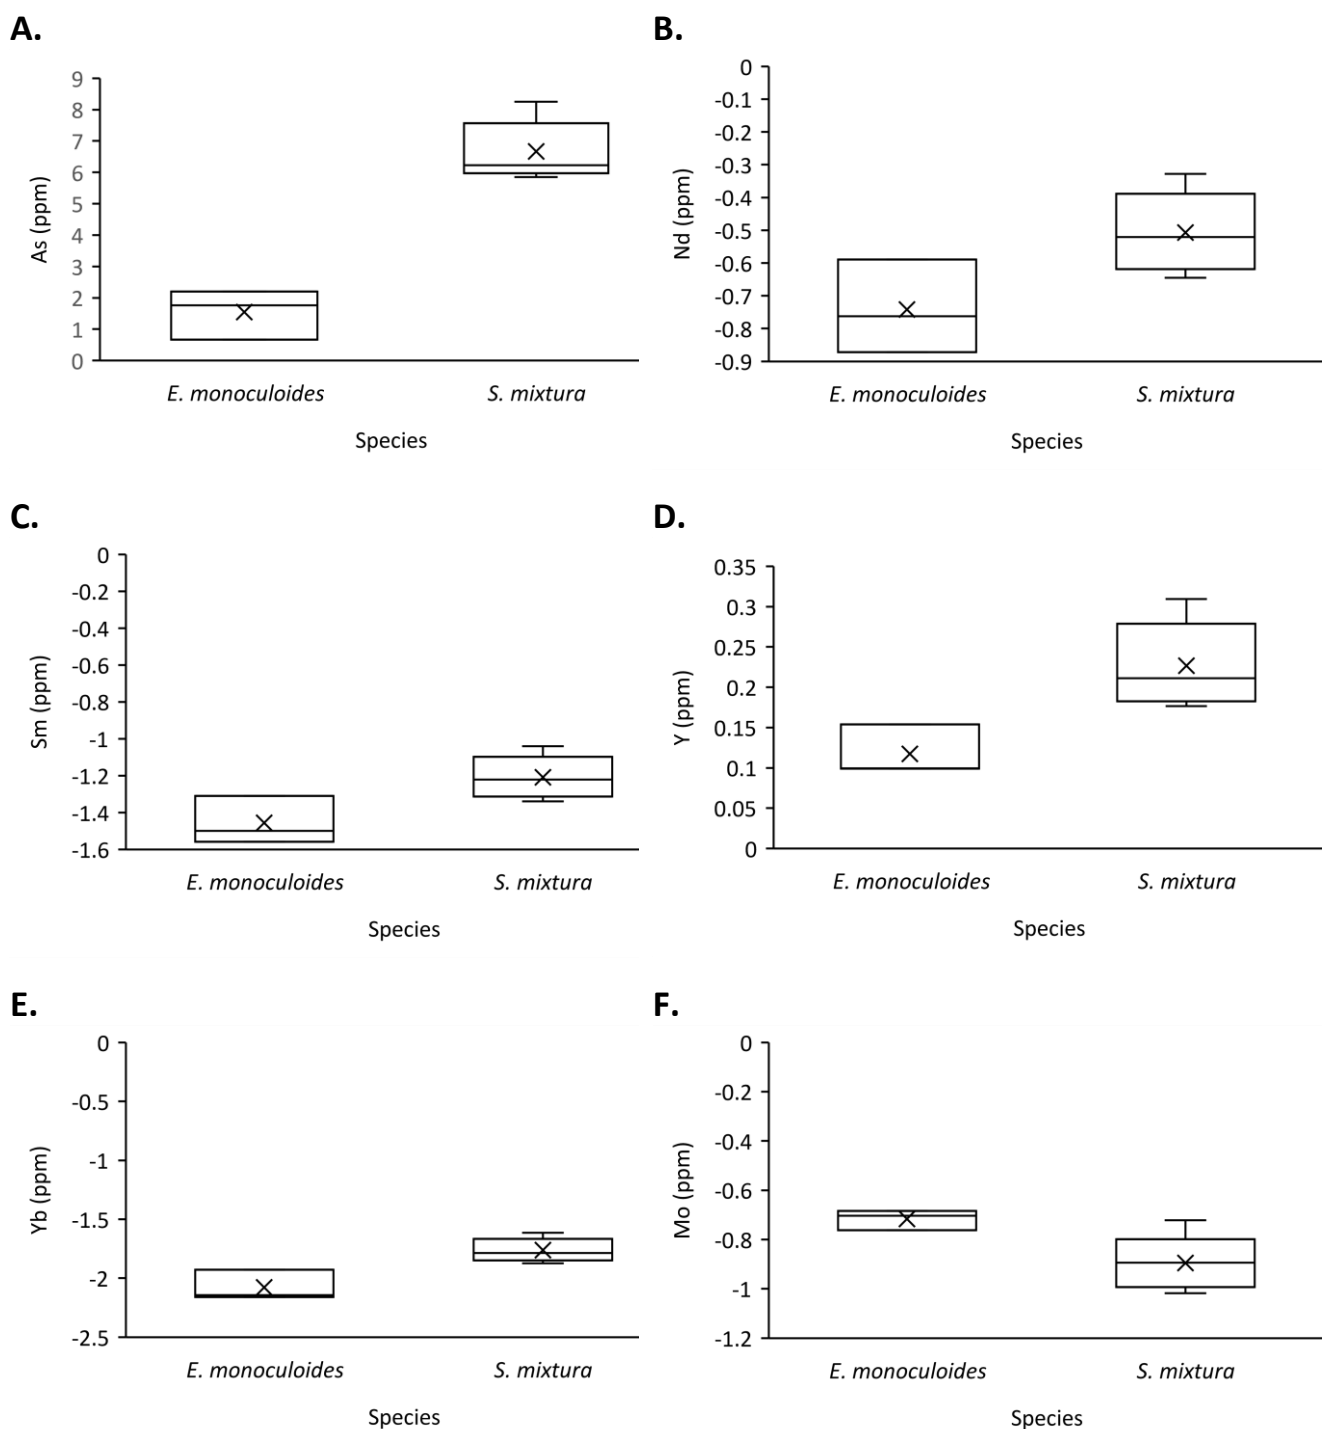 A.
As (ppm)
9
8
7
6
5
4
3
2
1
0
E. monoculoides
S. mixtura
Species
B.
Nd (ppm)
0
-0.1
-0.2
-0.3
-0.4
-0.5
-0.6
-0.7
-0.8
-0.9
E. monoculoides
S. mixtura
Species
C.
Sm (ppm)
0
-0.2
-0.4
-0.6
-0.8
-1
-1.2
-1.4
-1.6
E. monoculoides
S. mixtura
Species
D.
Y (ppm)
0.35
0.3
0.25
0.2
0.15
0.1
0.05
0
E. monoculoides
S. mixtura
Species
E.
Yb (ppm)
0
-0.5
-1
-1.5
-2
-2.5
E. monoculoides
S. mixtura
Species
F.
Mo (ppm)
0
-0.2
-0.4
-0.6
-0.8
-1
-1.2
E. monoculoides
S. mixtura
Species